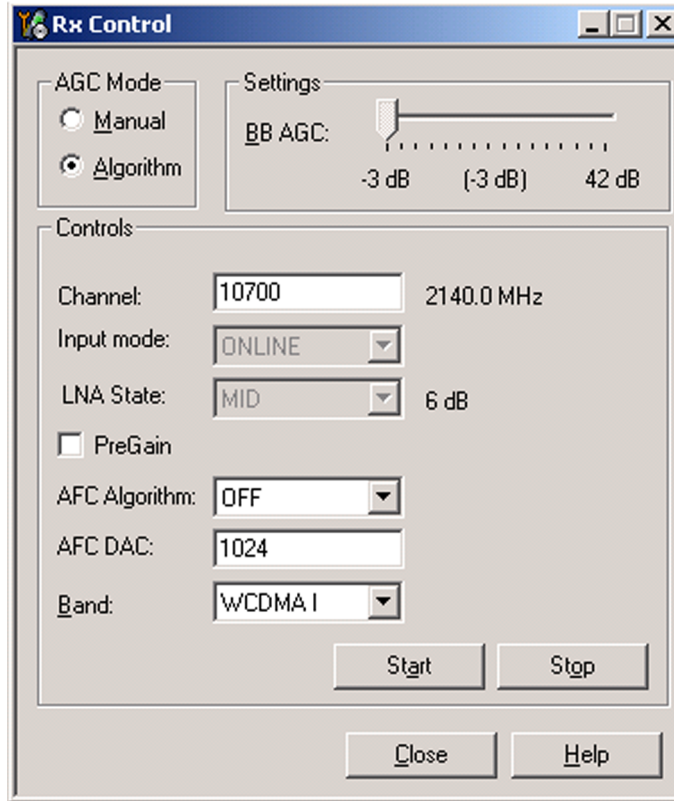 Rx Control
AGC Mode
Manual
Algorithm
Settings
BB AGC:
-3 dB (-3 dB) 42 dB
Controls
Channel: 10700 2140.0 MHz
Input mode: ONLINE
LNA State: MID 6 dB
PreGain
AFC Algorithm: OFF
AFC DAC: 1024
Band: WCDMA I
Start Stop
Close Help